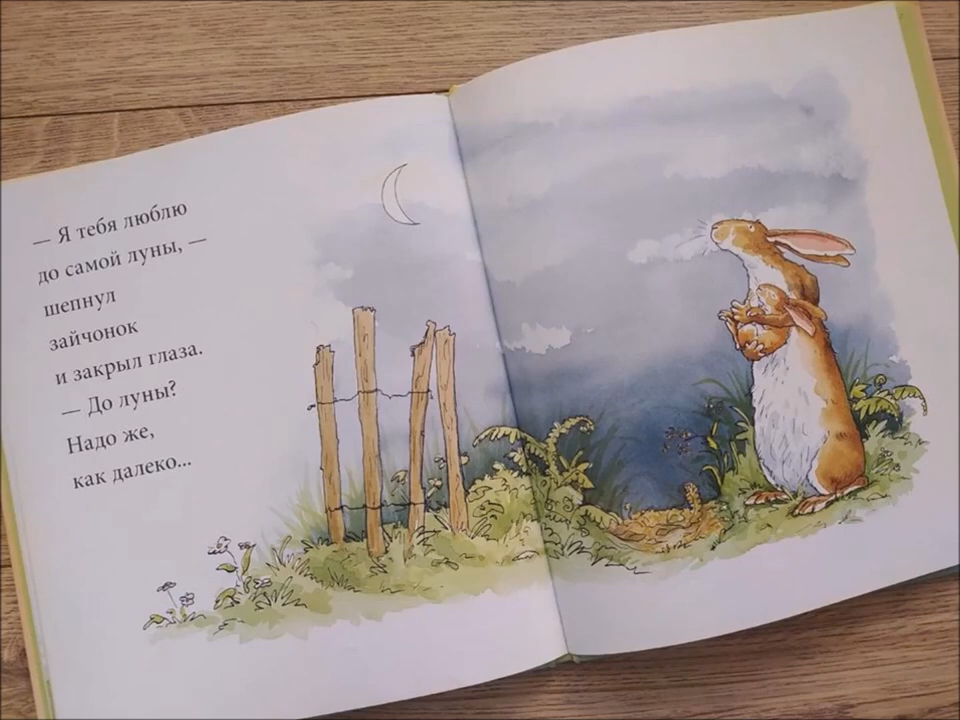 — Я тебя люблю
до самой луны, —
шепнул
зайчонок
и закрыл глаза.
— До луны?
Надо же,
как далеко...